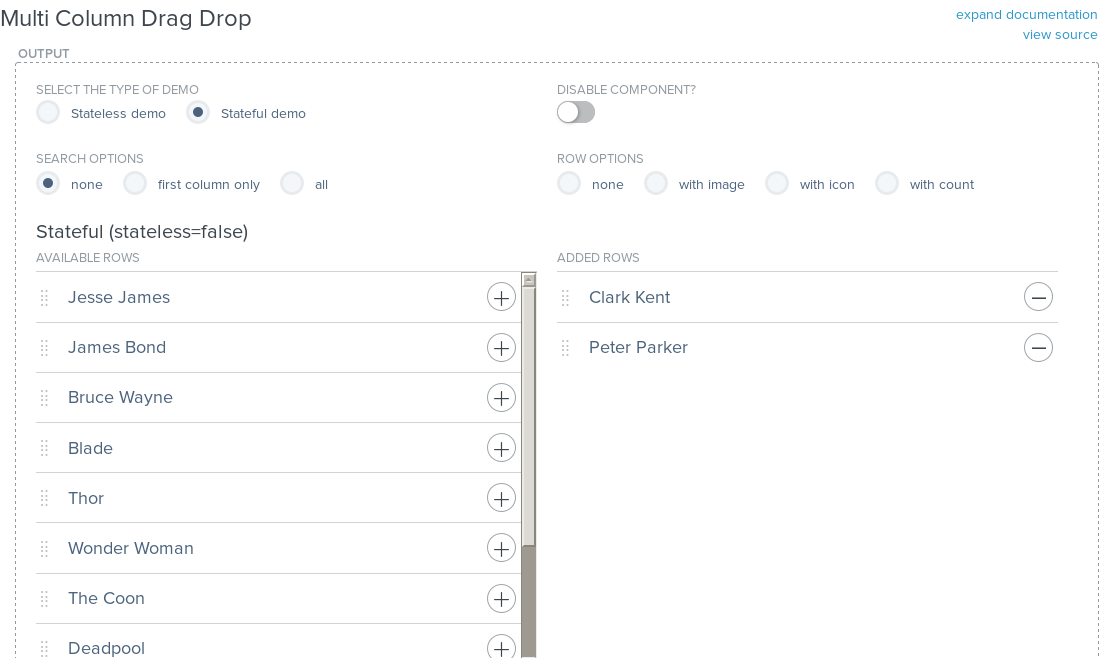 Multi Column Drag Drop
expand documentation
view source
OUTPUT
SELECT THE TYPE OF DEMO
Stateless demo
Stateful demo
DISABLE COMPONENT?
SEARCH OPTIONS
none
first column only
all
ROW OPTIONS
none
with image
with icon
with count
Stateful (stateless=false)
AVAILABLE ROWS
Jesse James
James Bond
Bruce Wayne
Blade
Thor
Wonder Woman
The Coon
Deadpool
ADDED ROWS
Clark Kent
Peter Parker